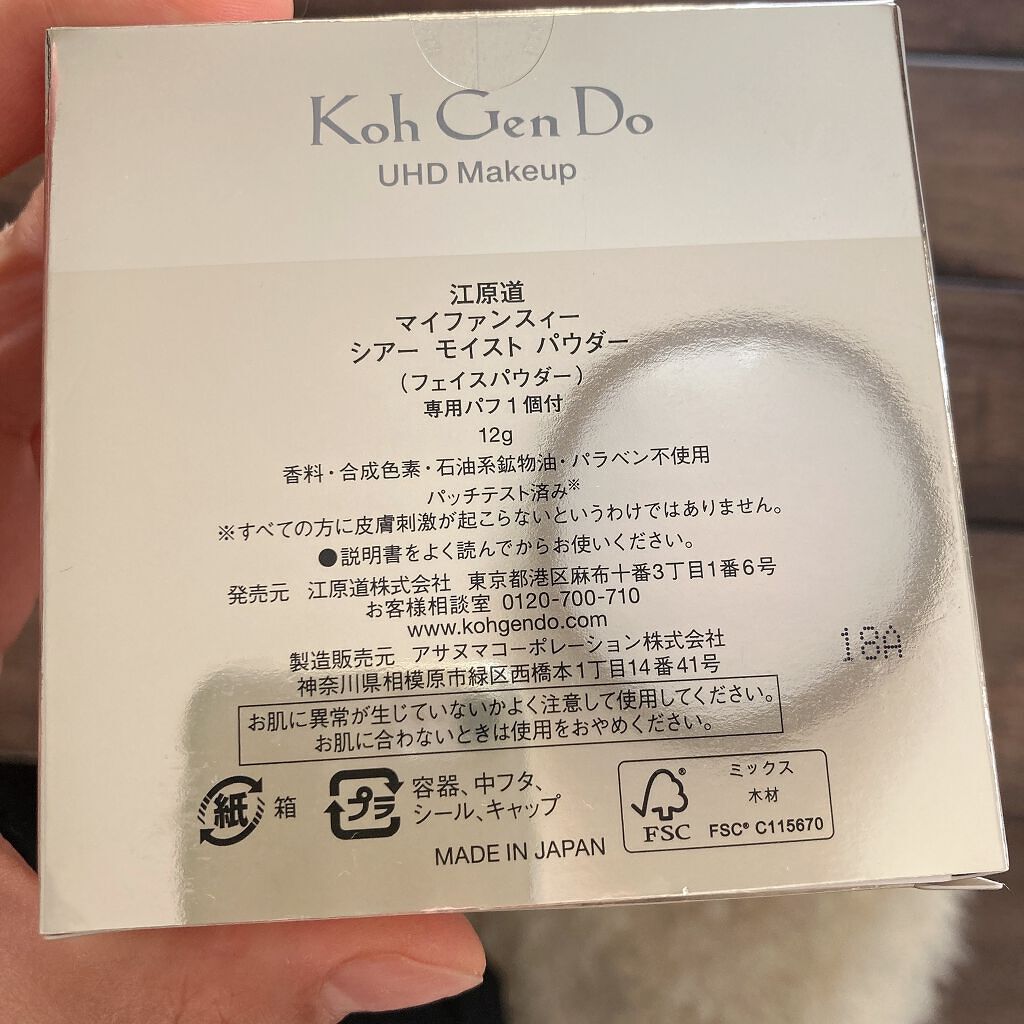 Koh Gen Do
UHD Makeup
江原道
マイファンスィー
シアー モイスト パウダー
（フェイスパウダー）
専用パフ1個付
12g
香料・合成色素・石油系鉱物油・パラベン不使用
パッチテスト済み※
※すべての方に皮膚刺激が起こらないというわけではありません。
●説明書をよく読んでからお使いください。
発売元 江原道株式会社 東京都港区麻布十番3丁目1番6号
お客様相談室 0120-700-710
www.kohgendo.com
製造販売元 アサヌマコーポレーション株式会社
神奈川県相模原市緑区西橋本1丁目14番41号
18A
お肌に異常が生じていないかよく注意して使用してください。
お肌に合わないときは使用をおやめください。
紙 箱
プラ 容器、中フタ、
シール、キャップ
FSC®
ミックス
木材
FSC® C115670
MADE IN JAPAN